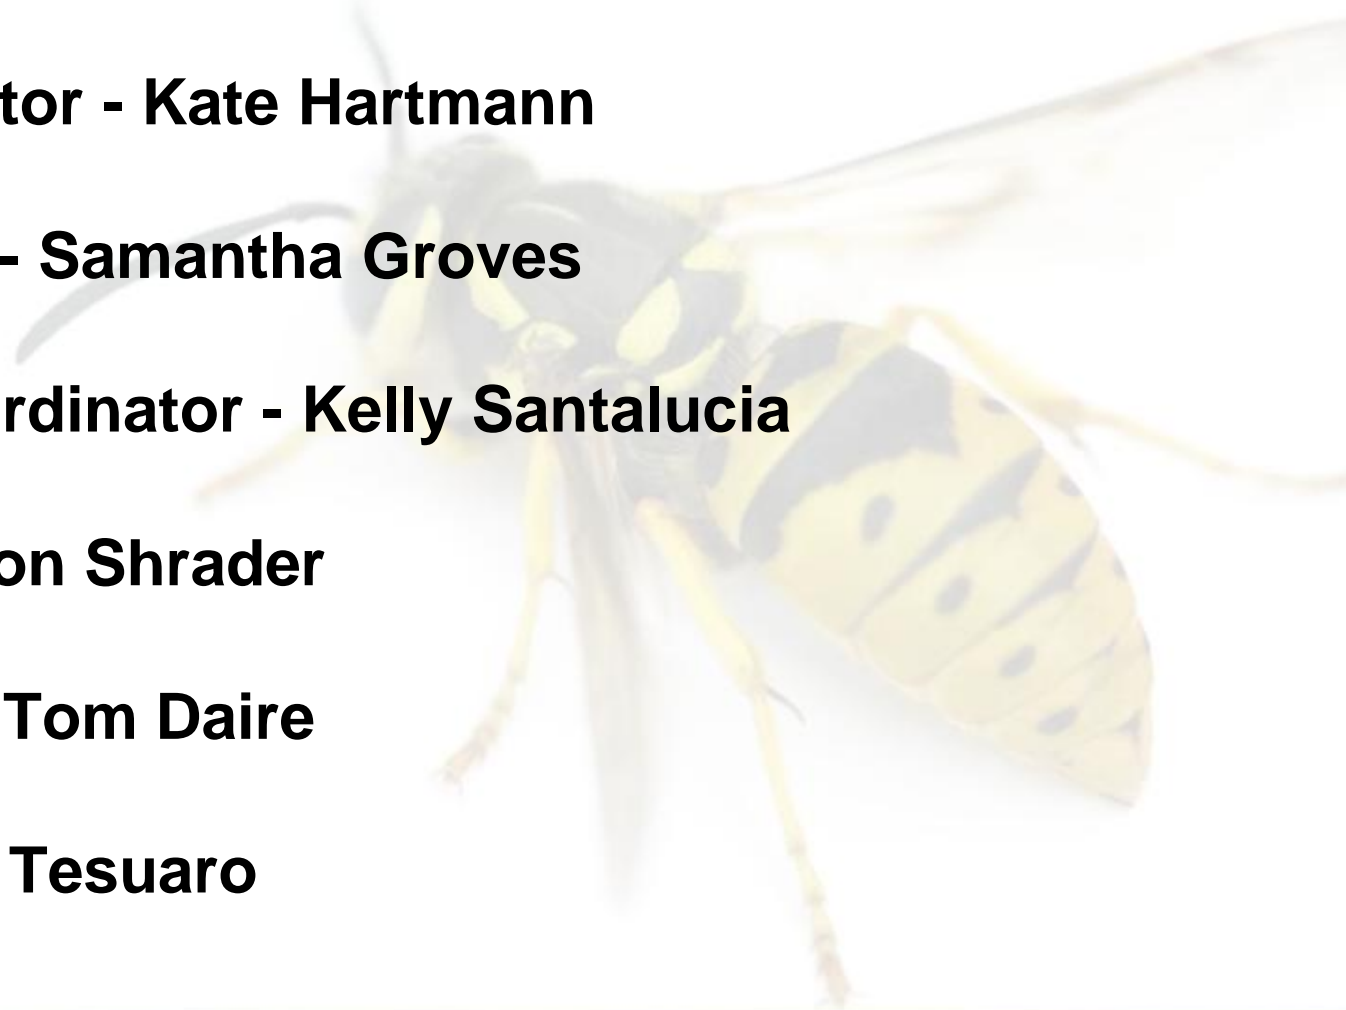 tor - Kate Hartmann
- Samantha Groves
rdinator - Kelly Santalucia
on Shrader
Tom Daire
Tesuaro